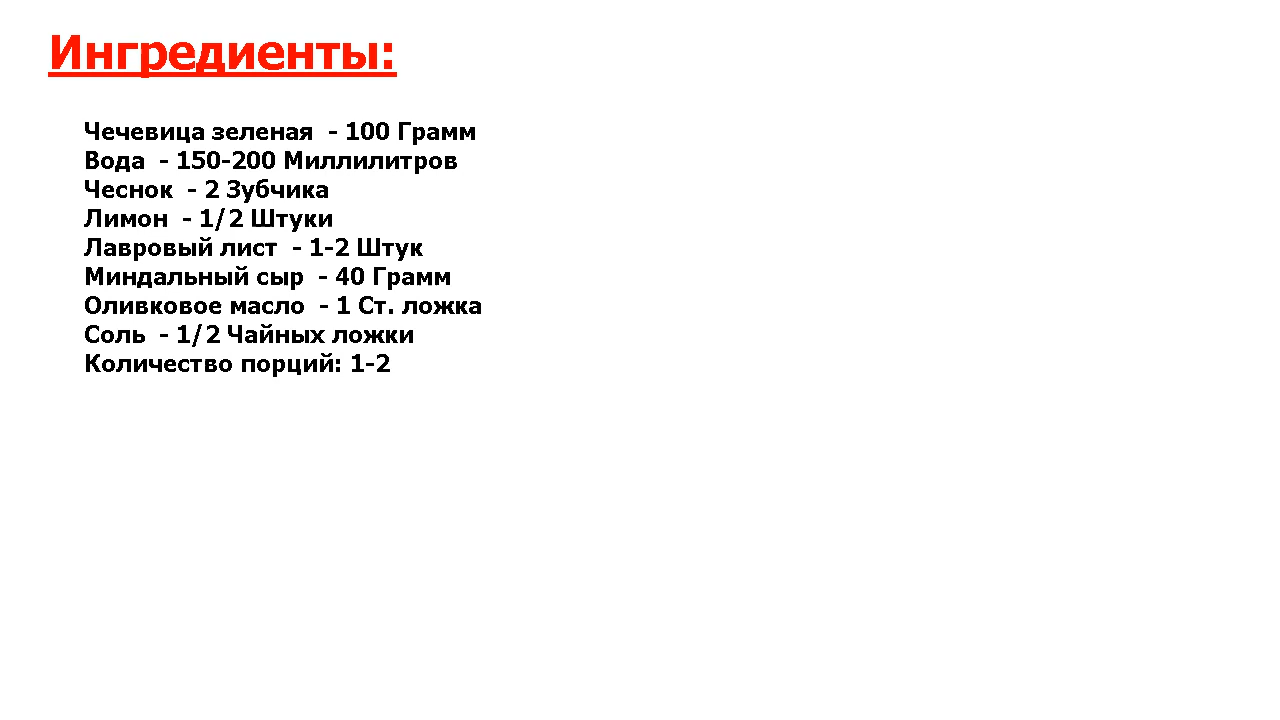 Ингредиенты:
Чечевица зеленая  - 100 Грамм
Вода  - 150-200 Миллилитров
Чеснок  - 2 Зубчика
Лимон  - 1/2 Штуки
Лавровый лист  - 1-2 Штук
Миндальный сыр  - 40 Грамм
Оливковое масло  - 1 Ст. ложка
Соль  - 1/2 Чайных ложки
Количество порций: 1-2